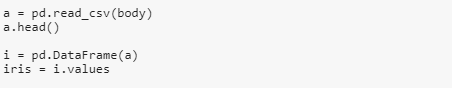 a = pd.read_csv(body)
a.head()
i = pd.DataFrame(a)
iris = i.values